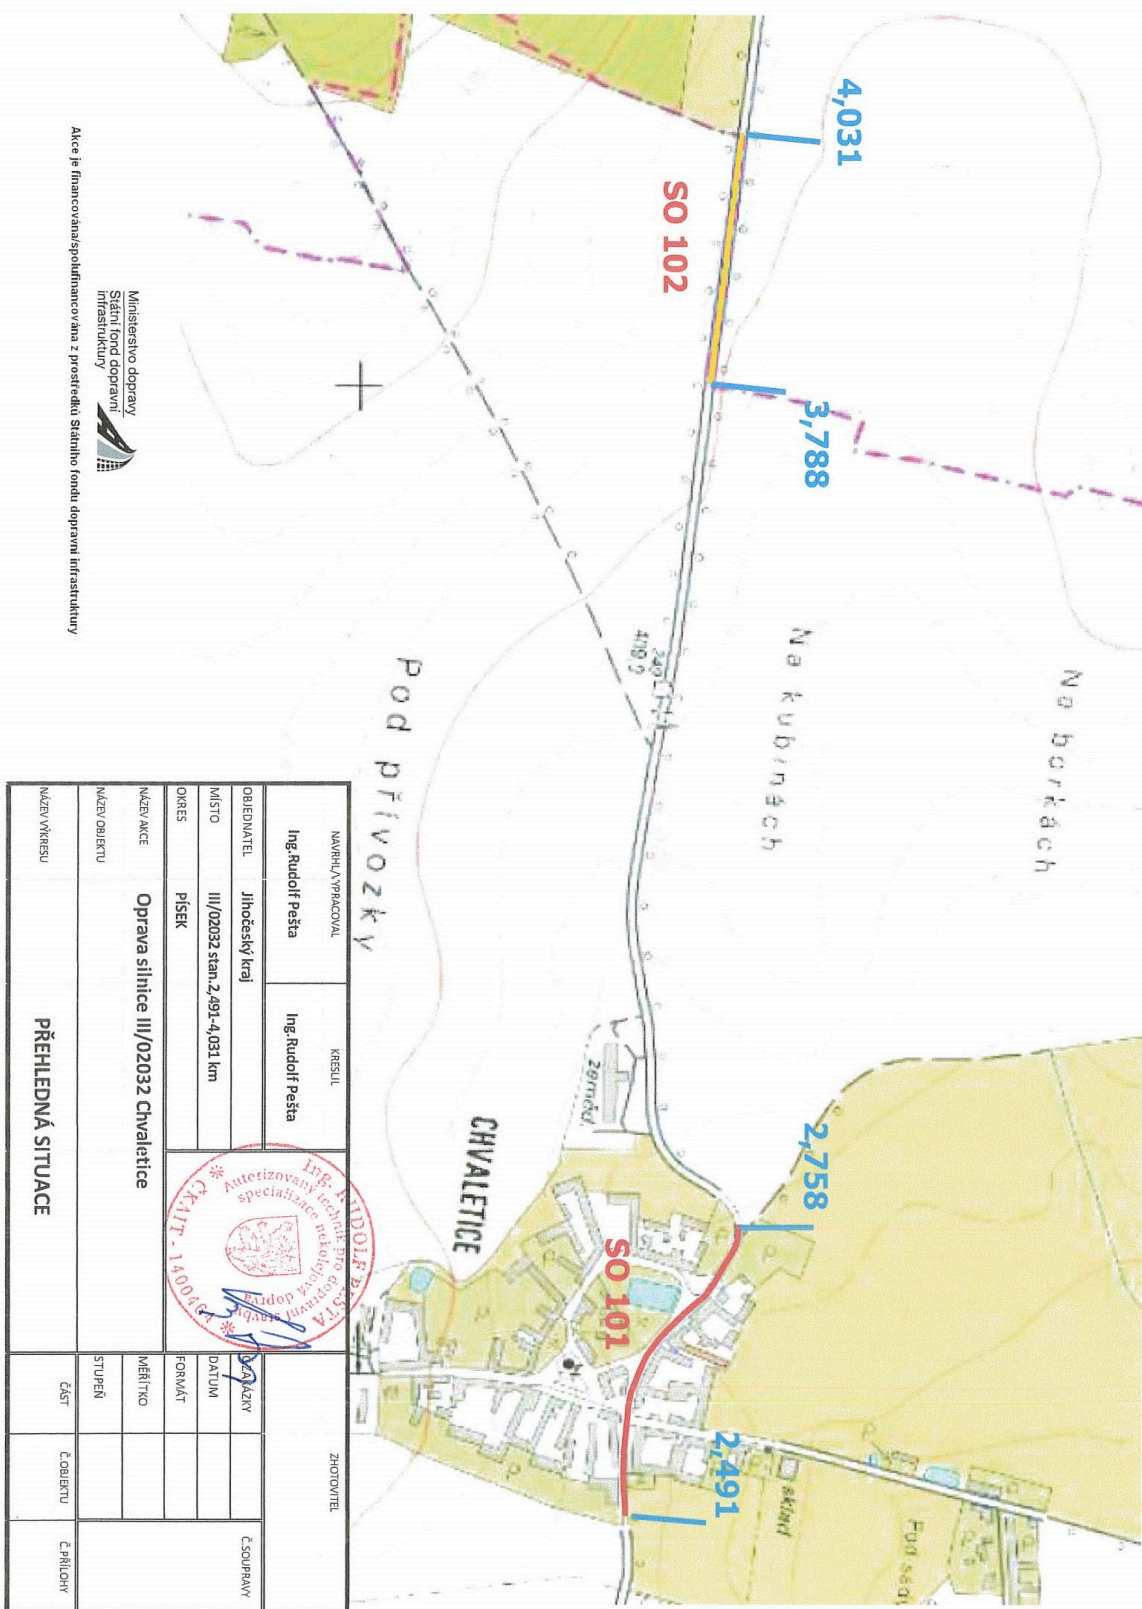 4,031
SO 102
3,788
Na borkách
Na kubinách
Pod přívozky
2,758
CHVALETICE
SO 101
2,491
sklad
zeměděl.
Ministerstvo dopravy
Státní fond dopravní
infrastruktury
Akce je financována/spolufinancována z prostředků Státního fondu dopravní infrastruktury
NAVRHL/VYPRACOVAL
KRESLIL
ZHOTOVITEL
Ing.Rudolf Pešta
Ing.Rudolf Pešta
OBJEDNATEL
Jihočeský kraj
MÍSTO
III/02032 stan.2,491-4,031 km
OKRES
PÍSEK
NÁZEV AKCE
Oprava silnice III/02032 Chvaletice
NÁZEV OBJEKTU
NÁZEV VÝKRESU
PŘEHLEDNÁ SITUACE
Č.SOUPRAVY
DATUM
FORMÁT
MĚŘÍTKO
STUPEŇ
ČÁST
Č.OBJEKTU
Č.PŘÍLOHY
Ing. RUDOLF PEŠTA
Autorizovaný technik pro dopravní stavby
specializace nekolejová doprava